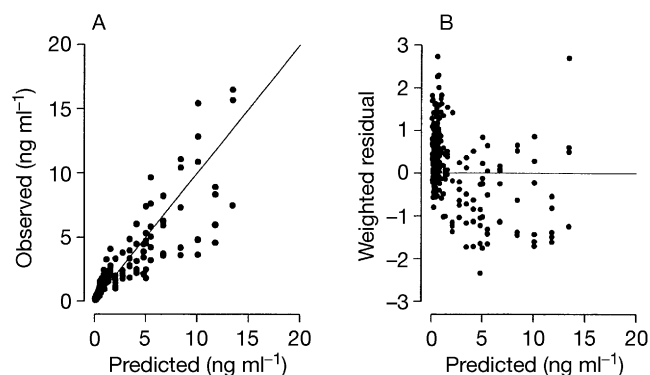 A
20
15
10
5
0
Observed (ng ml⁻¹)
0 5 10 15 20
Predicted (ng ml⁻¹)
B
3
2
1
0
−1
−2
−3
Weighted residual
0 5 10 15 20
Predicted (ng ml⁻¹)